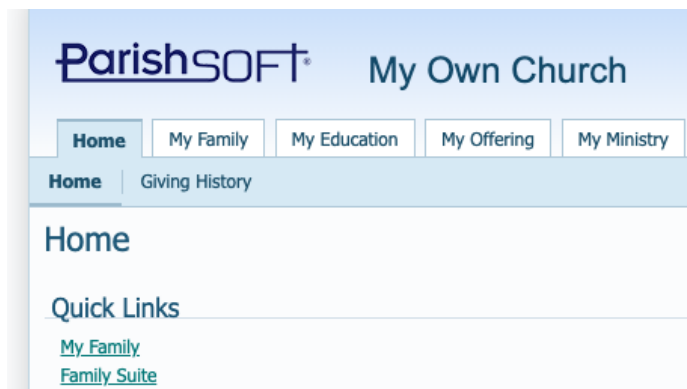 ParishSOFT® My Own Church
Home My Family My Education My Offering My Ministry
Home Giving History
Home
Quick Links
My Family
Family Suite